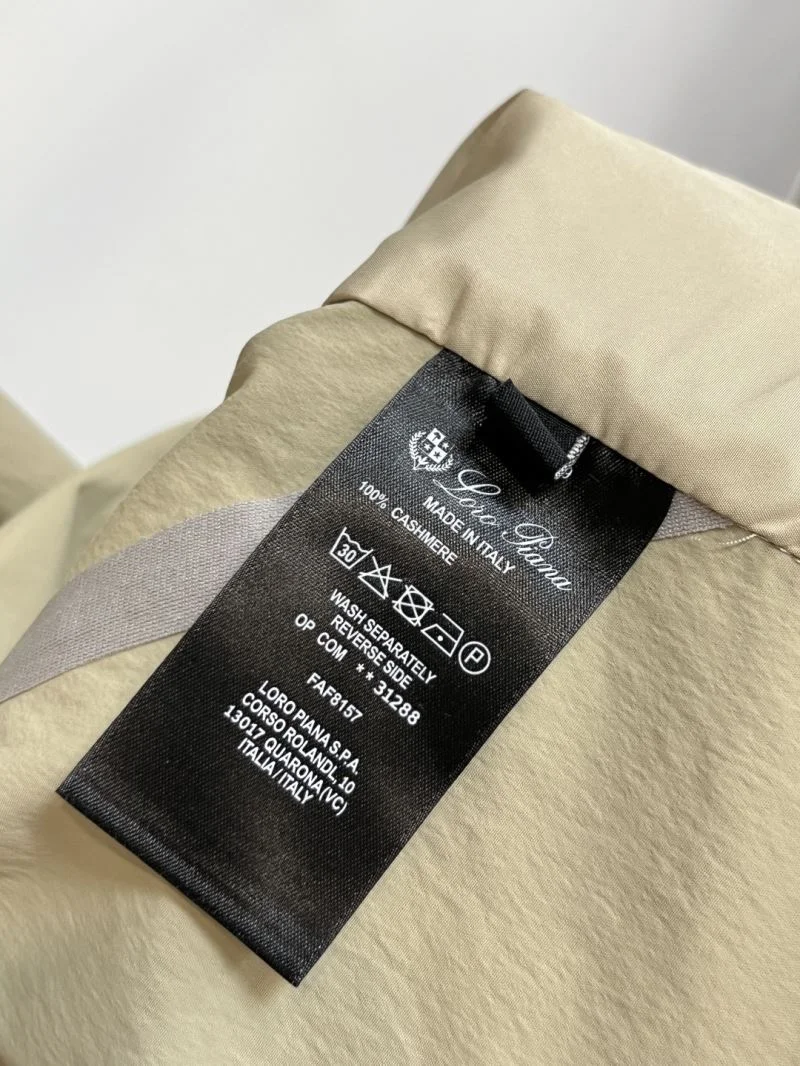 Loro Piana
MADE IN ITALY
100% CASHMERE
30
P
WASH SEPARATELY
REVERSE SIDE
OP COM **31288
FAF8157
LORO PIANA S.P.A.
CORSO ROLANDL, 10
13017 QUARONA (VC)
ITALIA / ITALY